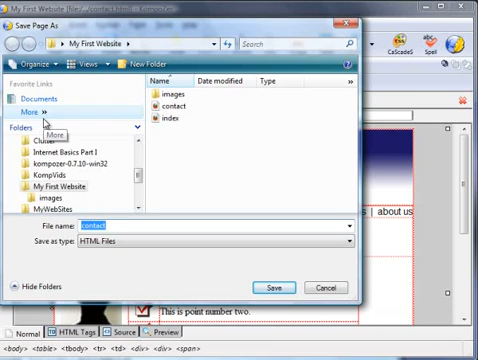 My First Website [file:/.../contact.html] - KompoZer
Save Page As
My First Website
Search
Organize
Views
New Folder
Favorite Links
Documents
More »
Folders
More
Clutter
Internet Basics Part I
kompozer-0.7.10-win32
KompVids
My First Website
images
MyWebSites
Name
Date modified
Type
»
images
contact
index
File name:
contact
Save as type:
HTML Files
Hide Folders
Save
Cancel
CaScadeS
Spell
s | about us
This is point number two.
Normal
HTML Tags
Source
Preview
<body> <table> <tbody> <tr> <td> <div> <div> <span>